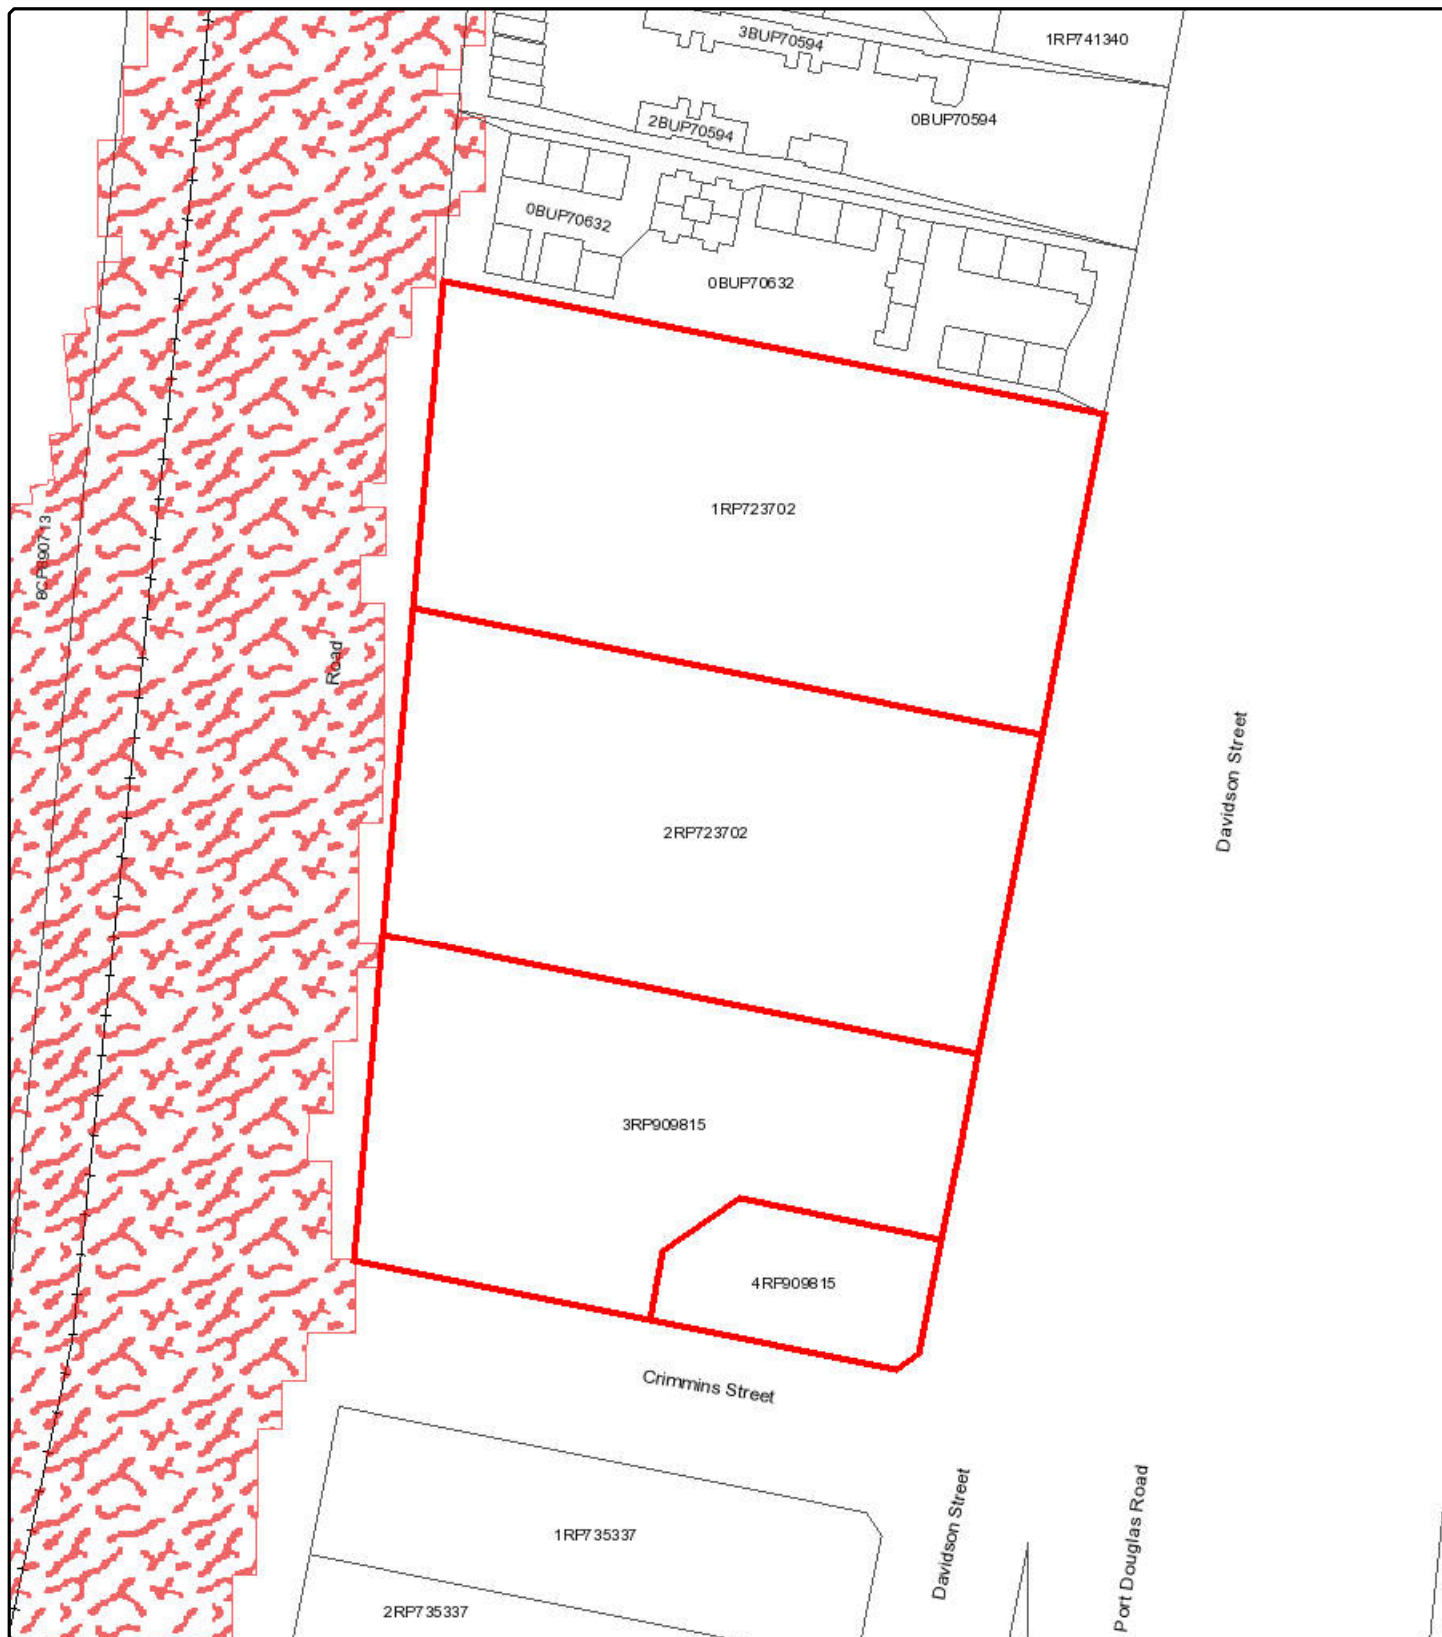 3BUP70594
1RP741340
0BUP70594
2BUP70594
0BUP70632
0BUP70632
1RP723702
8CP890713
Road
Davidson Street
2RP723702
3RP909815
4RP909815
Crimmins Street
1RP735337
Davidson Street
Port Douglas Road
2RP735337